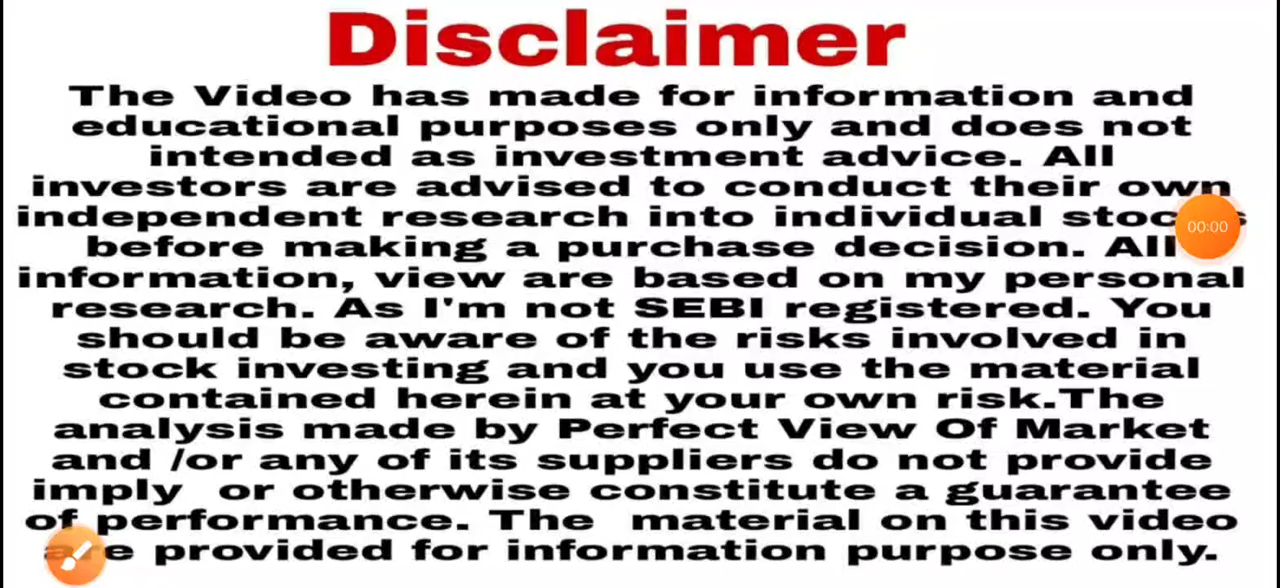 Disclaimer
The Video has made for information and
educational purposes only and does not
intended as investment advice. All
investors are advised to conduct their own
independent research into individual
00:00
before making a purchase decision. All
information, view are based on my personal
research. As I'm not SEBI registered. You
should be aware of the risks involved in
stock investing and you use the material
contained herein at your own risk.The
analysis made by Perfect View Of Market
and /or any of its suppliers do not provide
imply or otherwise constitute a guarantee
of performance. The material on this video
provided for information purpose only.